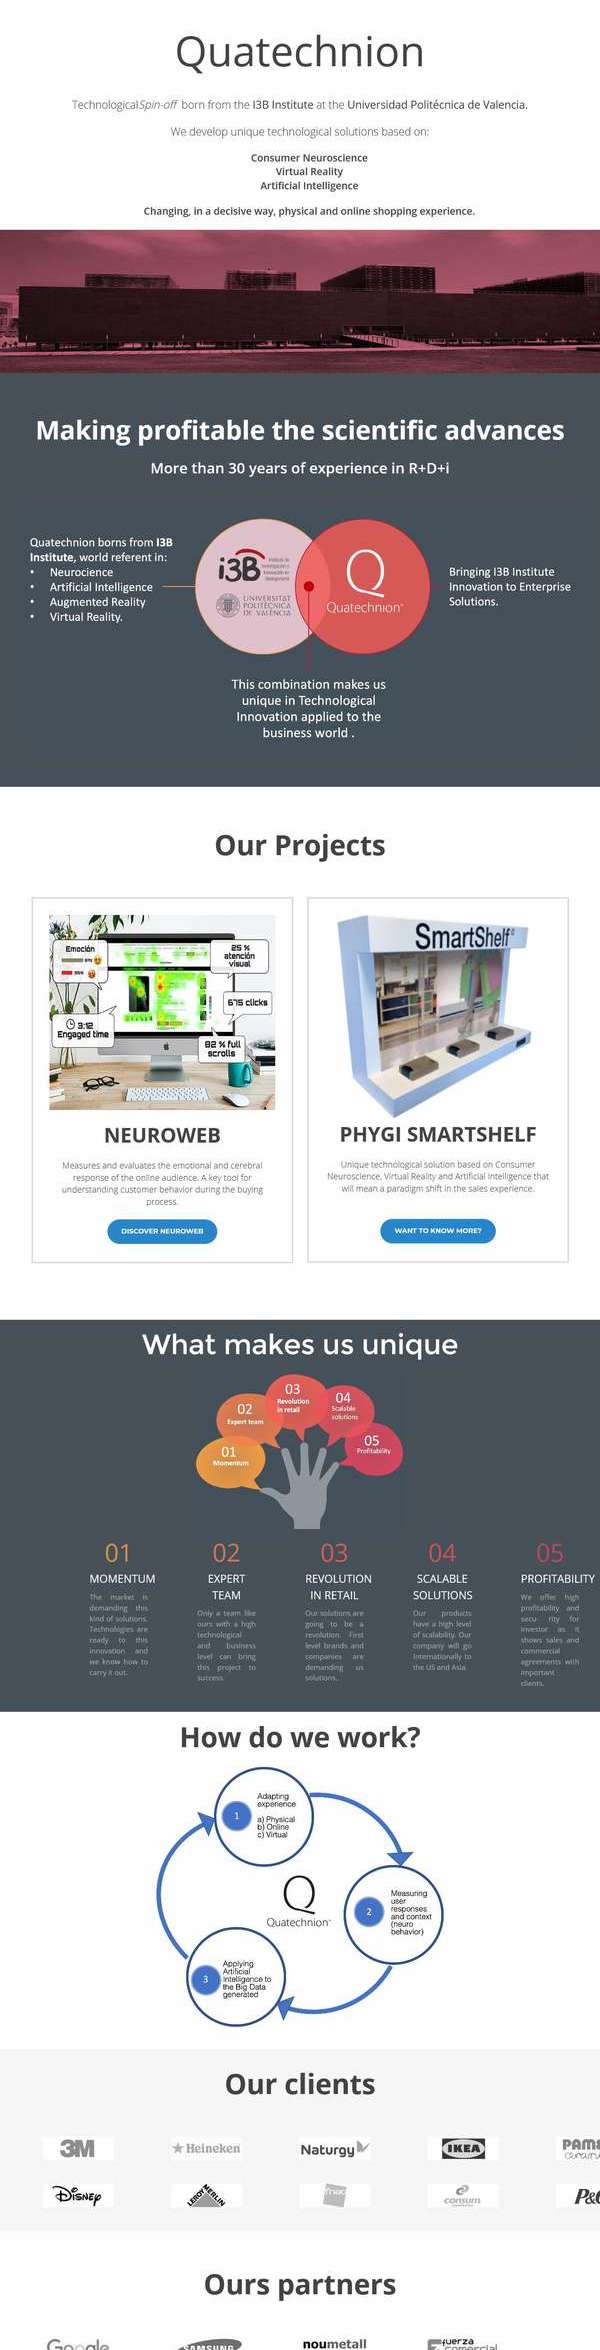 Quatechnion
Technological Spin-off born from the I3B Institute at the Universidad Politécnica de Valencia.
We develop unique technological solutions based on:
Consumer Neuroscience
Virtual Reality
Artificial Intelligence
Changing, in a decisive way, physical and online shopping experience.
Making profitable the scientific advances
More than 30 years of experience in R+D+i
Quatechnion borns from I3B
Institute, world referent in:
• Neurocience
• Artificial Intelligence
• Augmented Reality
• Virtual Reality.
i3B
UNIVERSITAT
POLITÈCNICA
DE VALÈNCIA
Quatechnion
Bringing I3B Institute
Innovation to Enterprise
Solutions.
This combination makes us
unique in Technological
Innovation applied to the
business world .
Our Projects
Emoción
25 %
atención
visual
675 clicks
3:12
Engaged time
82 % full
scrolls
SmartShelf
NEUROWEB
Measures and evaluates the emotional and cerebral
response of the online audience. A key tool for
understanding customer behavior during the buying
process.
DISCOVER NEUROWEB
PHYGI SMARTSHELF
Unique technological solution based on Consumer
Neuroscience, Virtual Reality and Artificial Intelligence that
will mean a paradigm shift in the sales experience.
WANT TO KNOW MORE?
What makes us unique
01
Momentum
02
Expert team
03
Revolution
in retail
04
Scalable
solutions
05
Profitability
01
MOMENTUM
The market is
demanding this
kind of solutions.
Technologies are
ready to this
innovation and
we know how to
carry it out.
02
EXPERT
TEAM
Only a team like
ours with a high
technological
and business
level can bring
this project to
success.
03
REVOLUTION
IN RETAIL
Our solutions are
going to be a
revolution. First
level brands and
companies are
demanding us
solutions.
04
SCALABLE
SOLUTIONS
Our products
have a high level
of scalability. Our
company will go
Internationally to
the US and Asia.
05
PROFITABILITY
We offer high
profitability and
secu- rity for
investor as it
shows sales and
commercial
agreements with
important
clients.
How do we work?
1
Adapting
experience
a) Physical
b) Online
c) Virtual
2
Measuring
user
responses
and context
(neuro
behavior)
Quatechnion
3
Applying
Artificial
Intelligence to
the Big Data
generated
Our clients
3M
Heineken
Naturgy
IKEA
Disney
LEROY MERLIN
fnac
consum
P&
Ours partners
Google
SAMSUNG
noumetall
fuerza
comercial